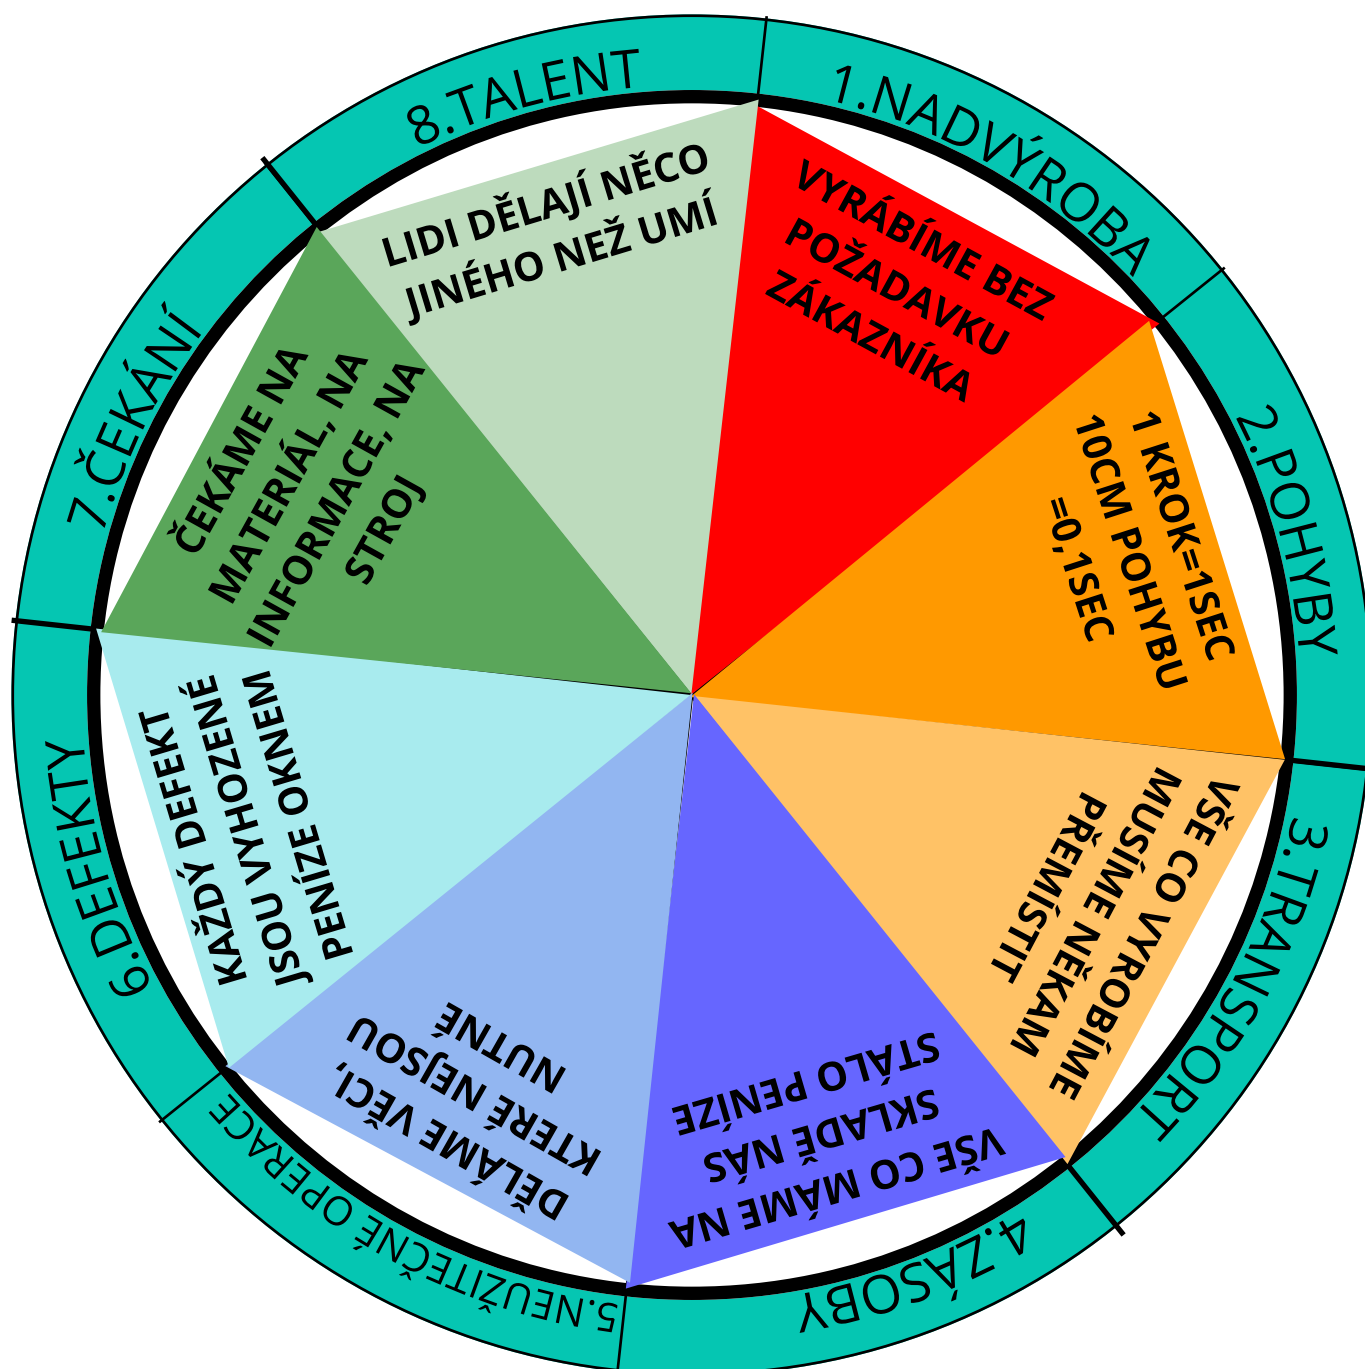 1.NADVÝROBA
VYRÁBÍME BEZ
POŽADAVKU
ZÁKAZNÍKA
2.POHYBY
1 KROK=1SEC
10CM POHYBU
=0,1SEC
3.TRANSPORT
VŠE CO VYROBÍME
MUSÍME NĚKAM
PŘEMÍSTIT
4.ZÁSOBY
VŠE CO MÁME NA
SKLADĚ NÁS
STÁLO PENÍZE
5.NEUŽITEČNÉ OPERACE
DĚLÁME VĚCI,
KTERÉ NEJSOU
NUTNÉ
6.DEFEKTY
KAŽDÝ DEFEKT
JSOU VYHOZENÉ
PENÍZE OKNEM
7.ČEKÁNÍ
ČEKÁME NA
MATERIÁL, NA
INFORMACE, NA
STROJ
8.TALENT
LIDI DĚLAJÍ NĚCO
JINÉHO NEŽ UMÍ